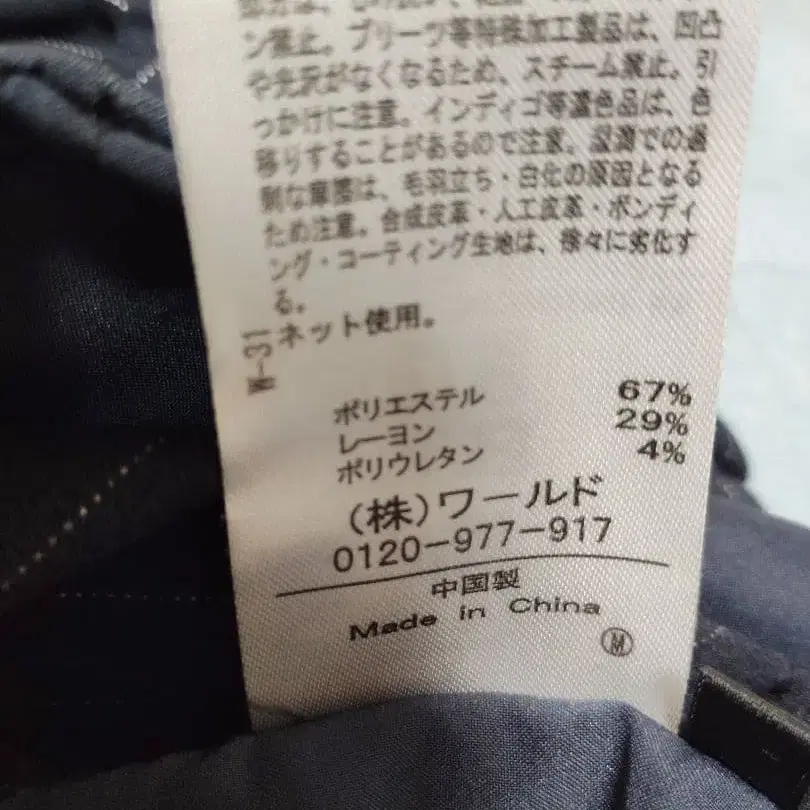 ン禁止。プリーツ等特殊加工製品は、凹凸
や光沢がなくなるため、スチーム禁止。引
っかけに注意。インディゴ等濃色品は、色
移りすることがあるので注意。湿潤での過
剰な摩擦は、毛羽立ち・白化の原因となる
ため注意。合成皮革・人工皮革・ボンディ
ング・コーティング生地は、徐々に劣化す
る。
ネット使用。
W-31
ポリエステル 67%
レーヨン 29%
ポリウレタン 4%
(株)ワールド
0120-977-917
中国製
Made in China
M